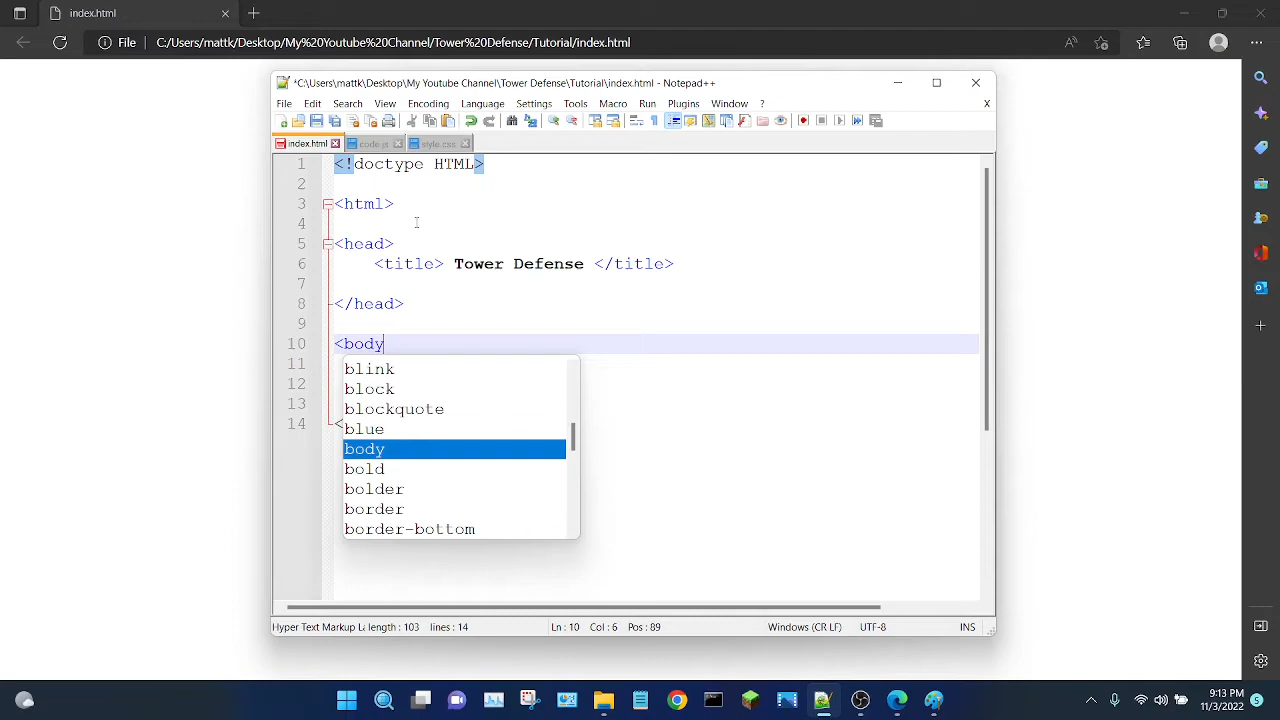 index.html
File C:/Users/mattk/Desktop/My%20Youtube%20Channel/Tower%20Defense/Tutorial/index.html
*C:\Users\mattk\Desktop\My Youtube Channel\Tower Defense\Tutorial\index.html - Notepad++
File Edit Search View Encoding Language Settings Tools Macro Run Plugins Window ? X
index.html code.js style.css
1 <!doctype HTML>
2
3 <html>
4
5 <head>
6 <title> Tower Defense </title>
7
8 </head>
9
10 <body
11
12
13
14 <
blink
block
blockquote
blue
body
bold
bolder
border
border-bottom
Hyper Text Markup La length : 103 lines : 14 Ln : 10 Col : 6 Pos : 89 Windows (CR LF) UTF-8 INS
9:13 PM
11/3/2022